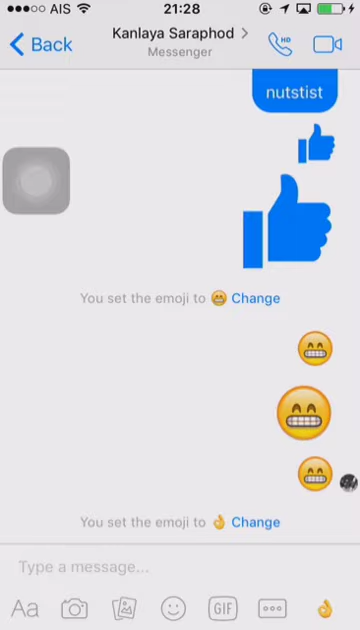 AIS 21:28
Back Kanlaya Saraphod HD
Messenger
nutstist
You set the emoji to 😁 Change
You set the emoji to 👌 Change
Type a message...
Aa GIF